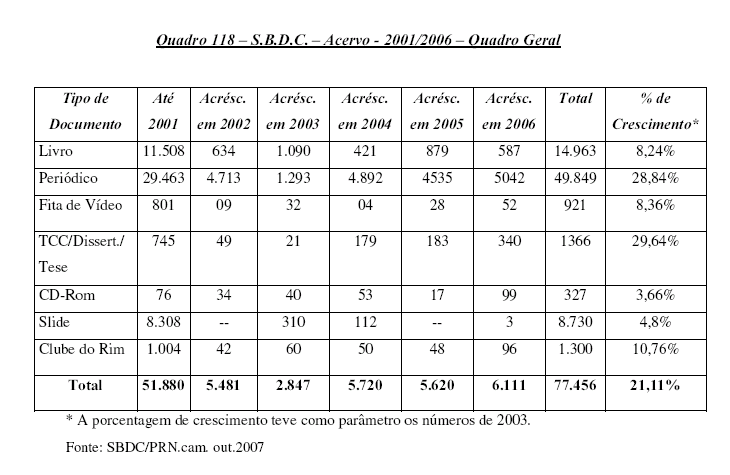 Quadro 118 – S.B.D.C. – Acervo - 2001/2006 – Quadro Geral
Tipo de Documento Até 2001 Acrésc. em 2002 Acrésc. em 2003 Acrésc. em 2004 Acrésc. em 2005 Acrésc. em 2006 Total % de Crescimento*
Livro 11.508 634 1.090 421 879 587 14.963 8,24%
Periódico 29.463 4.713 1.293 4.892 4535 5042 49.849 28,84%
Fita de Vídeo 801 09 32 04 28 52 921 8,36%
TCC/Dissert./ Tese 745 49 21 179 183 340 1366 29,64%
CD-Rom 76 34 40 53 17 99 327 3,66%
Slide 8.308 -- 310 112 -- 3 8.730 4,8%
Clube do Rim 1.004 42 60 50 48 96 1.300 10,76%
Total 51.880 5.481 2.847 5.720 5.620 6.111 77.456 21,11%
* A porcentagem de crescimento teve como parâmetro os números de 2003.
Fonte: SBDC/PRN.cam. out.2007